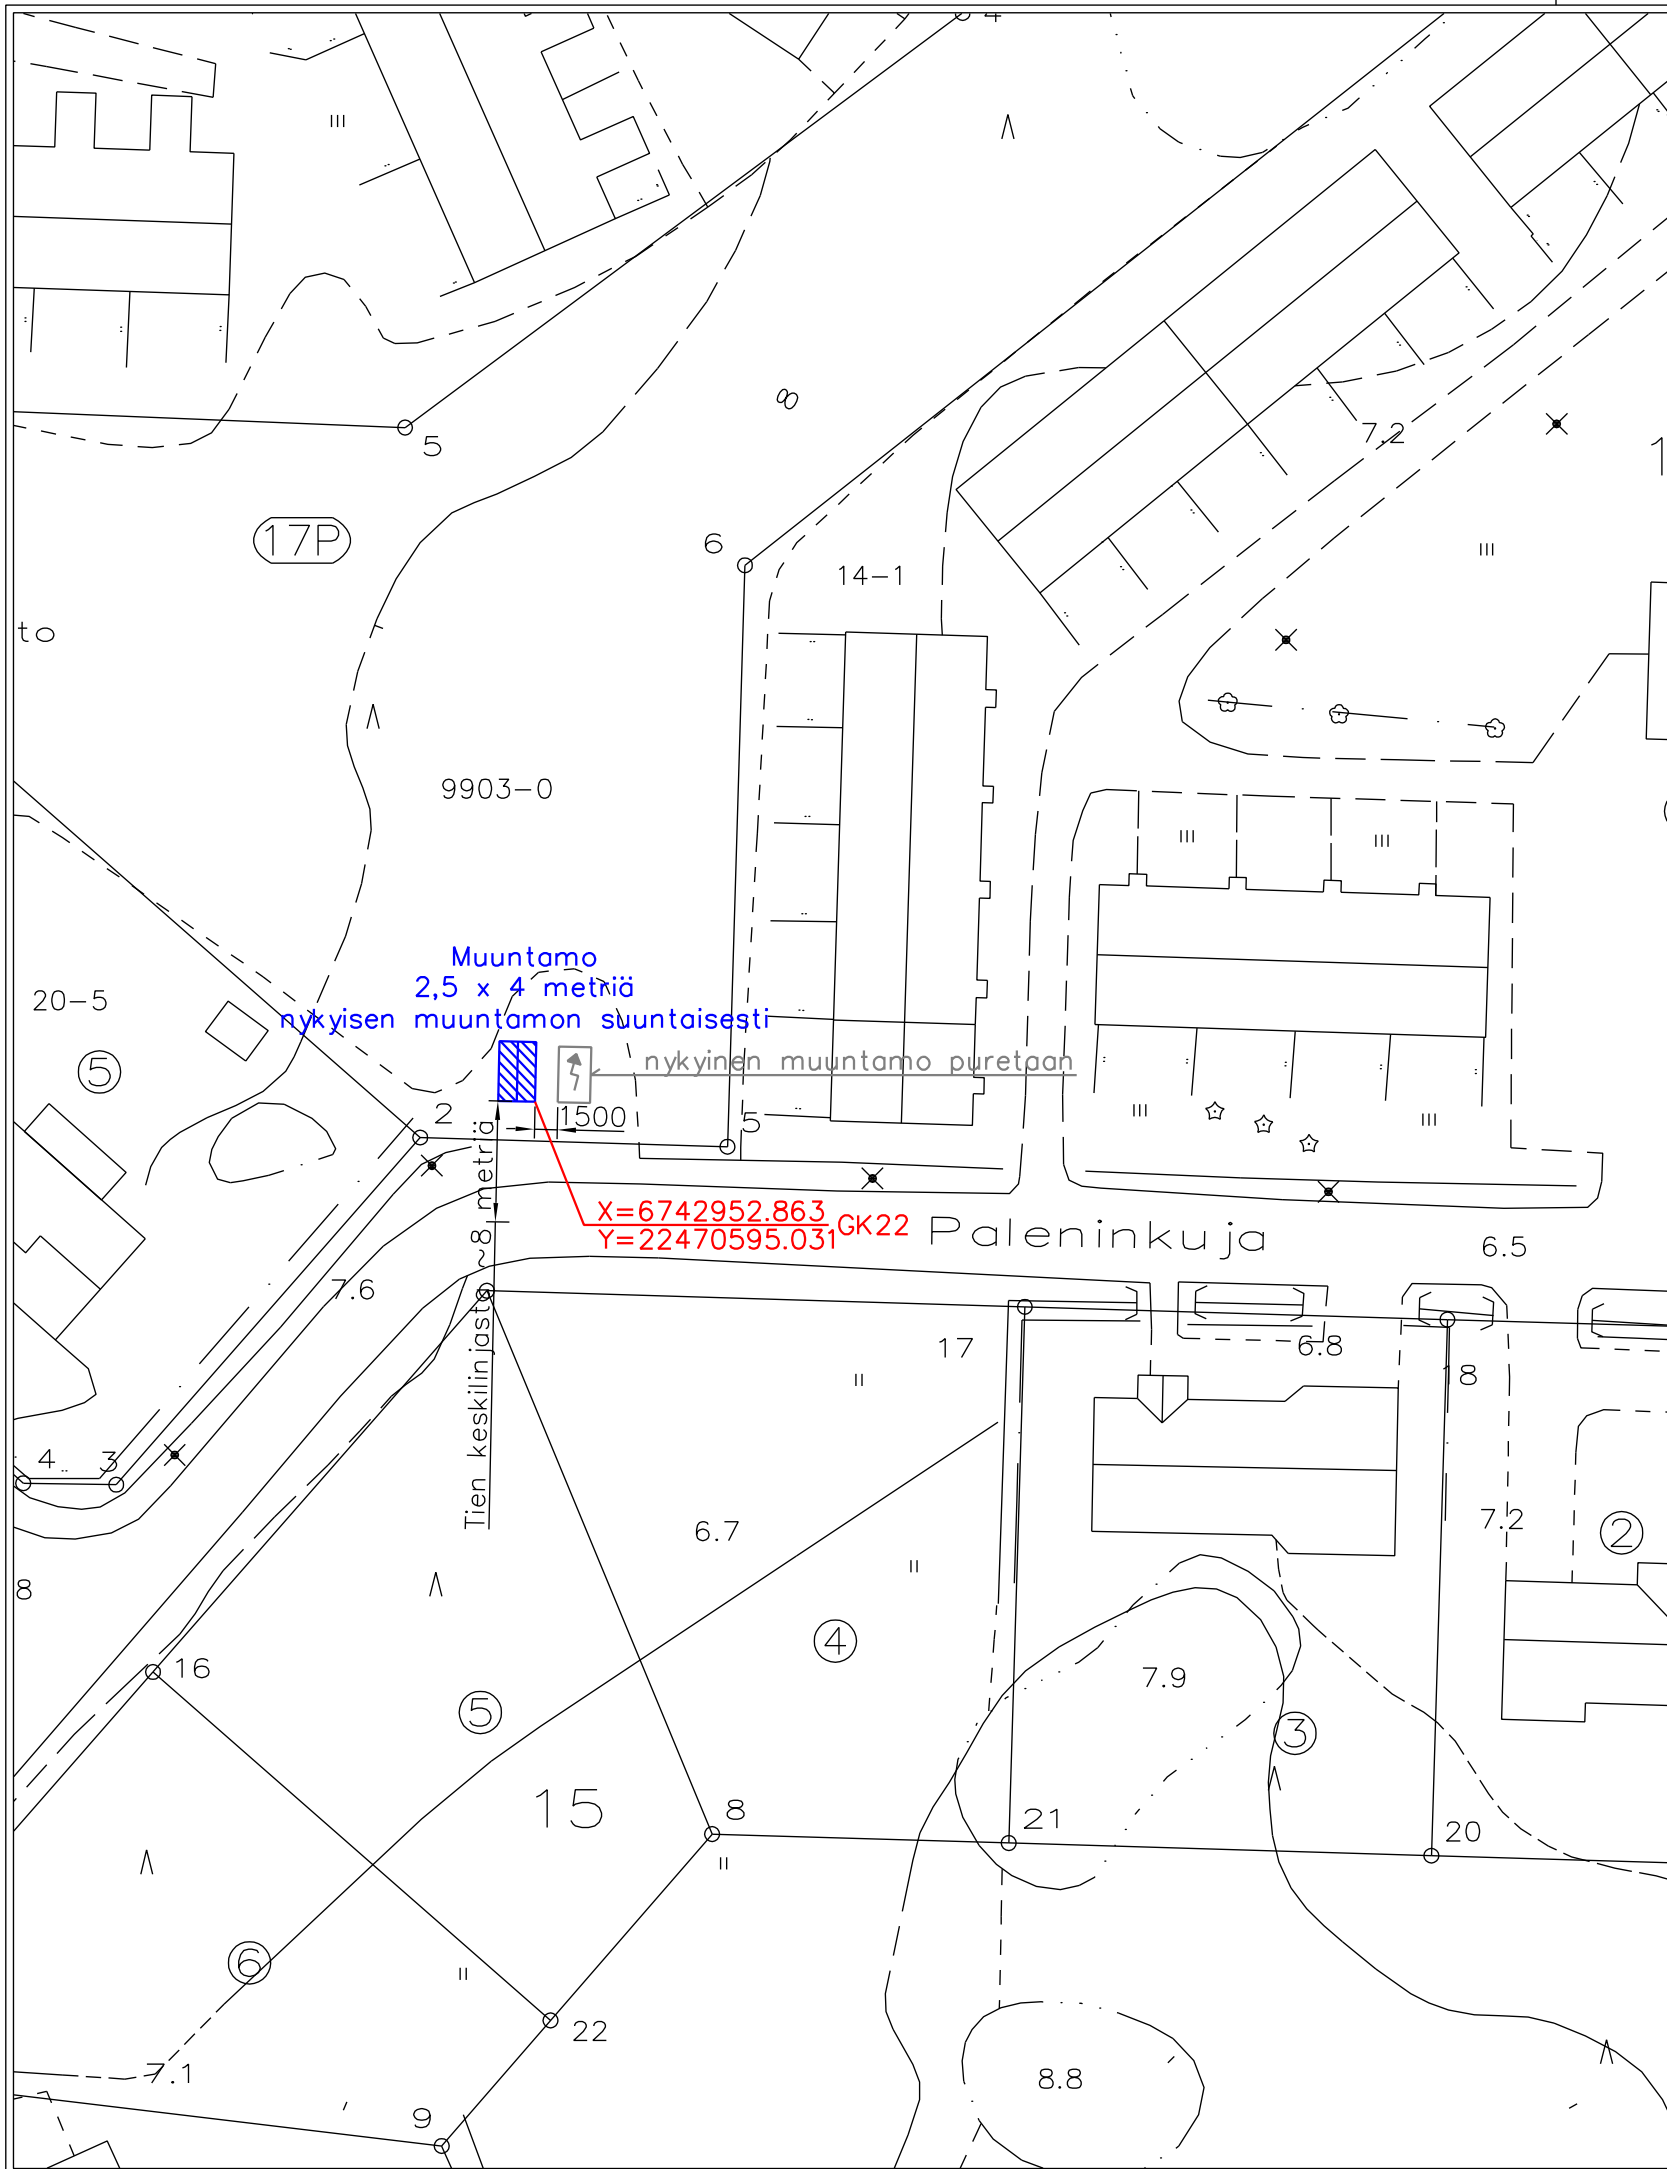 4
III
8
5
7.2
1
17P
6
14-1
III
to
9903-0
III
III
Muuntamo
2,5 x 4 metriä
20-5
nykyisen muuntamon suuntaisesti
5
nykyinen muuntamo puretaan
2
1500
5
III
III
X=6742952.863
Y=22470595.031
GK22
Paleninkuja
6.5
Tien keskilinjasta ~8 metriä
7.6
17
6.8
II
18
4
3
6.7
7.2
2
II
8
4
16
7.9
5
3
15
8
21
20
II
6
II
22
7.1
8.8
9